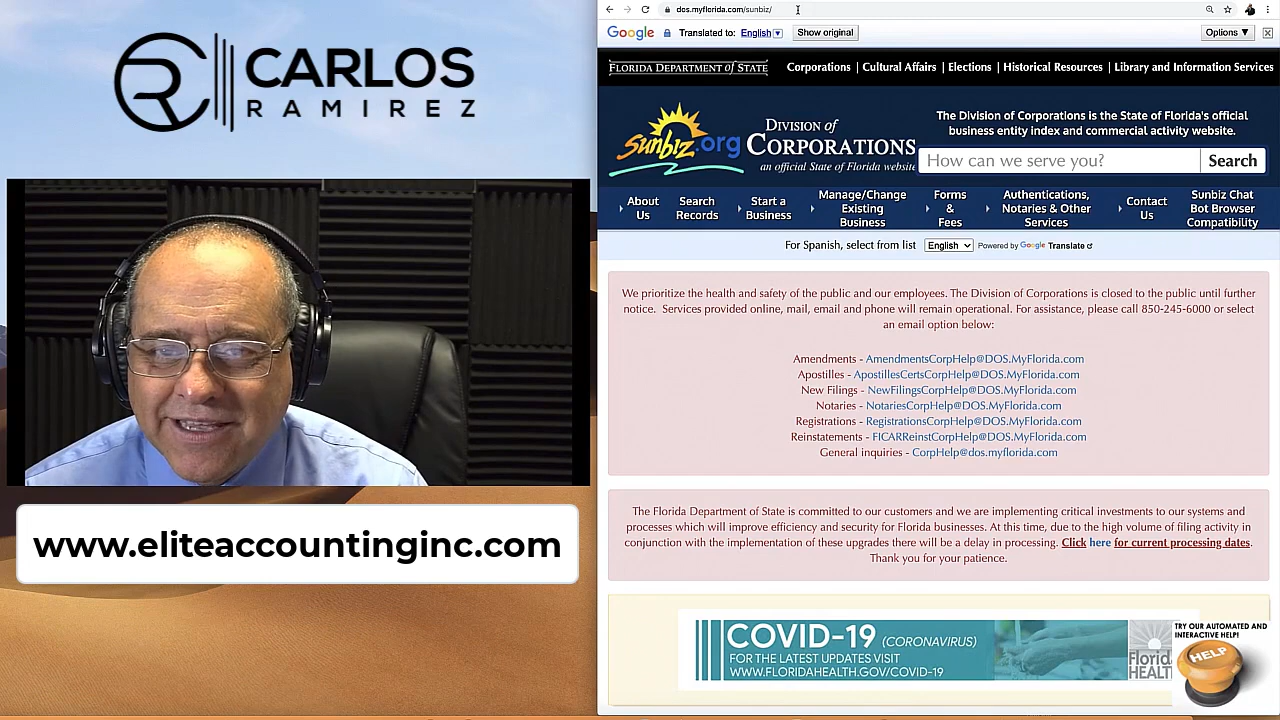 CARLOS
RAMIREZ
www.eliteaccountinginc.com
dos.myflorida.com/sunbiz/
Google Translated to: English ▼ Show original Options ▼
FLORIDA DEPARTMENT of STATE Corporations | Cultural Affairs | Elections | Historical Resources | Library and Information Services
sunbiz.org
DIVISION of
CORPORATIONS
an official State of Florida website
The Division of Corporations is the State of Florida's official
business entity index and commercial activity website.
How can we serve you? Search
About
Us
Search
Records
Start a
Business
Manage/Change
Existing
Business
Forms
&
Fees
Authentications,
Notaries & Other
Services
Contact
Us
Sunbiz Chat
Bot Browser
Compatibility
For Spanish, select from list English Powered by Google Translate
We prioritize the health and safety of the public and our employees. The Division of Corporations is closed to the public until further
notice. Services provided online, mail, email and phone will remain operational. For assistance, please call 850-245-6000 or select
an email option below:
Amendments - AmendmentsCorpHelp@DOS.MyFlorida.com
Apostilles - ApostillesCertsCorpHelp@DOS.MyFlorida.com
New Filings - NewFilingsCorpHelp@DOS.MyFlorida.com
Notaries - NotariesCorpHelp@DOS.MyFlorida.com
Registrations - RegistrationsCorpHelp@DOS.MyFlorida.com
Reinstatements - FICARReinstCorpHelp@DOS.MyFlorida.com
General inquiries - CorpHelp@dos.myflorida.com
The Florida Department of State is committed to our customers and we are implementing critical investments to our systems and
processes which will improve efficiency and security for Florida businesses. At this time, due to the high volume of filing activity in
conjunction with the implementation of these upgrades there will be a delay in processing. Click here for current processing dates.
Thank you for your patience.
COVID-19 (CORONAVIRUS)
FOR THE LATEST UPDATES VISIT
WWW.FLORIDAHEALTH.GOV/COVID-19
Florida
HEALTH
TRY OUR AUTOMATED AND
INTERACTIVE HELP!
HELP